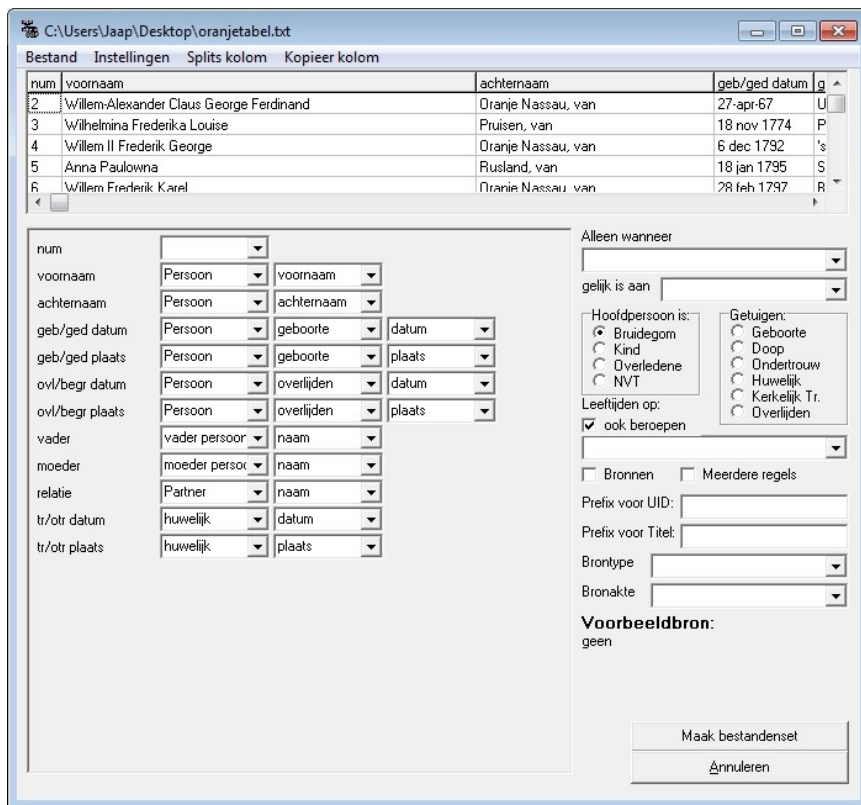 C:\Users\Jaap\Desktop\oranjetabel.txt
Bestand Instellingen Splits kolom Kopieer kolom
num voornaam achternaam geb/ged datum g
2 Willem-Alexander Claus George Ferdinand Oranje Nassau, van 27-apr-67 U
3 Wilhelmina Frederika Louise Pruisen, van 18 nov 1774 P
4 Willem II Frederik George Oranje Nassau, van 6 dec 1792 's
5 Anna Paulowna Rusland, van 18 jan 1795 S
6 Willem Frederik Karel Oranje Nassau, van 28 feb 1797 B
num
voornaam Persoon voornaam
achternaam Persoon achternaam
geb/ged datum Persoon geboorte datum
geb/ged plaats Persoon geboorte plaats
ovl/begr datum Persoon overlijden datum
ovl/begr plaats Persoon overlijden plaats
vader vader persoon naam
moeder moeder persoo naam
relatie Partner naam
tr/otr datum huwelijk datum
tr/otr plaats huwelijk plaats
Alleen wanneer
gelijk is aan
Hoofdpersoon is:
Bruidegom
Kind
Overledene
NVT
Getuigen:
Geboorte
Doop
Ondertrouw
Huwelijk
Kerkelijk Tr.
Overlijden
Leeftijden op:
ook beroepen
Bronnen Meerdere regels
Prefix voor UID:
Prefix voor Titel:
Brontype
Bronakte
Voorbeeldbron:
geen
Maak bestandenset
Annuleren